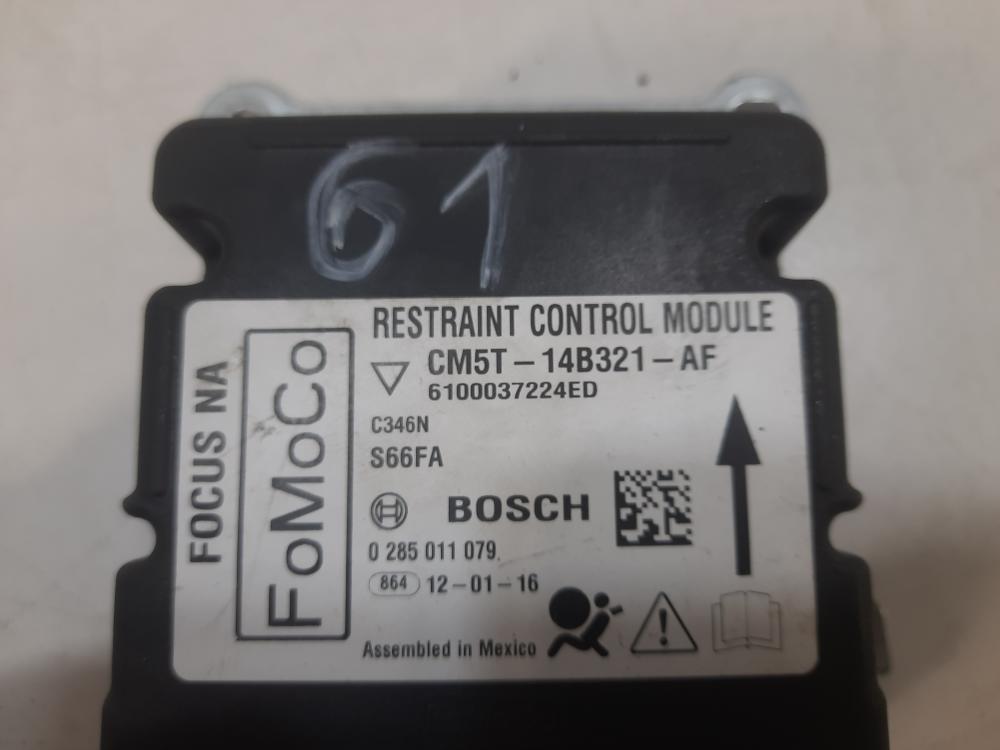 61
RESTRAINT CONTROL MODULE
CM5T-14B321-AF
6100037224ED
C346N
S66FA
BOSCH
0 285 011 079
864 12-01-16
Assembled in Mexico
FoMoCo
FOCUS NA